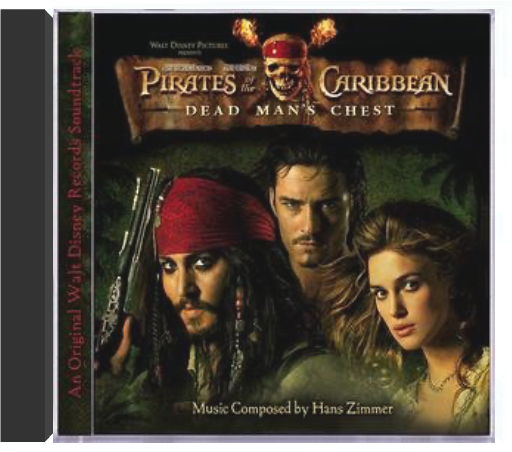 Walt Disney Pictures
PRESENTS
PIRATES of the CARIBBEAN
DEAD MAN'S CHEST
An Original Walt Disney Records Soundtrack
Music Composed by Hans Zimmer